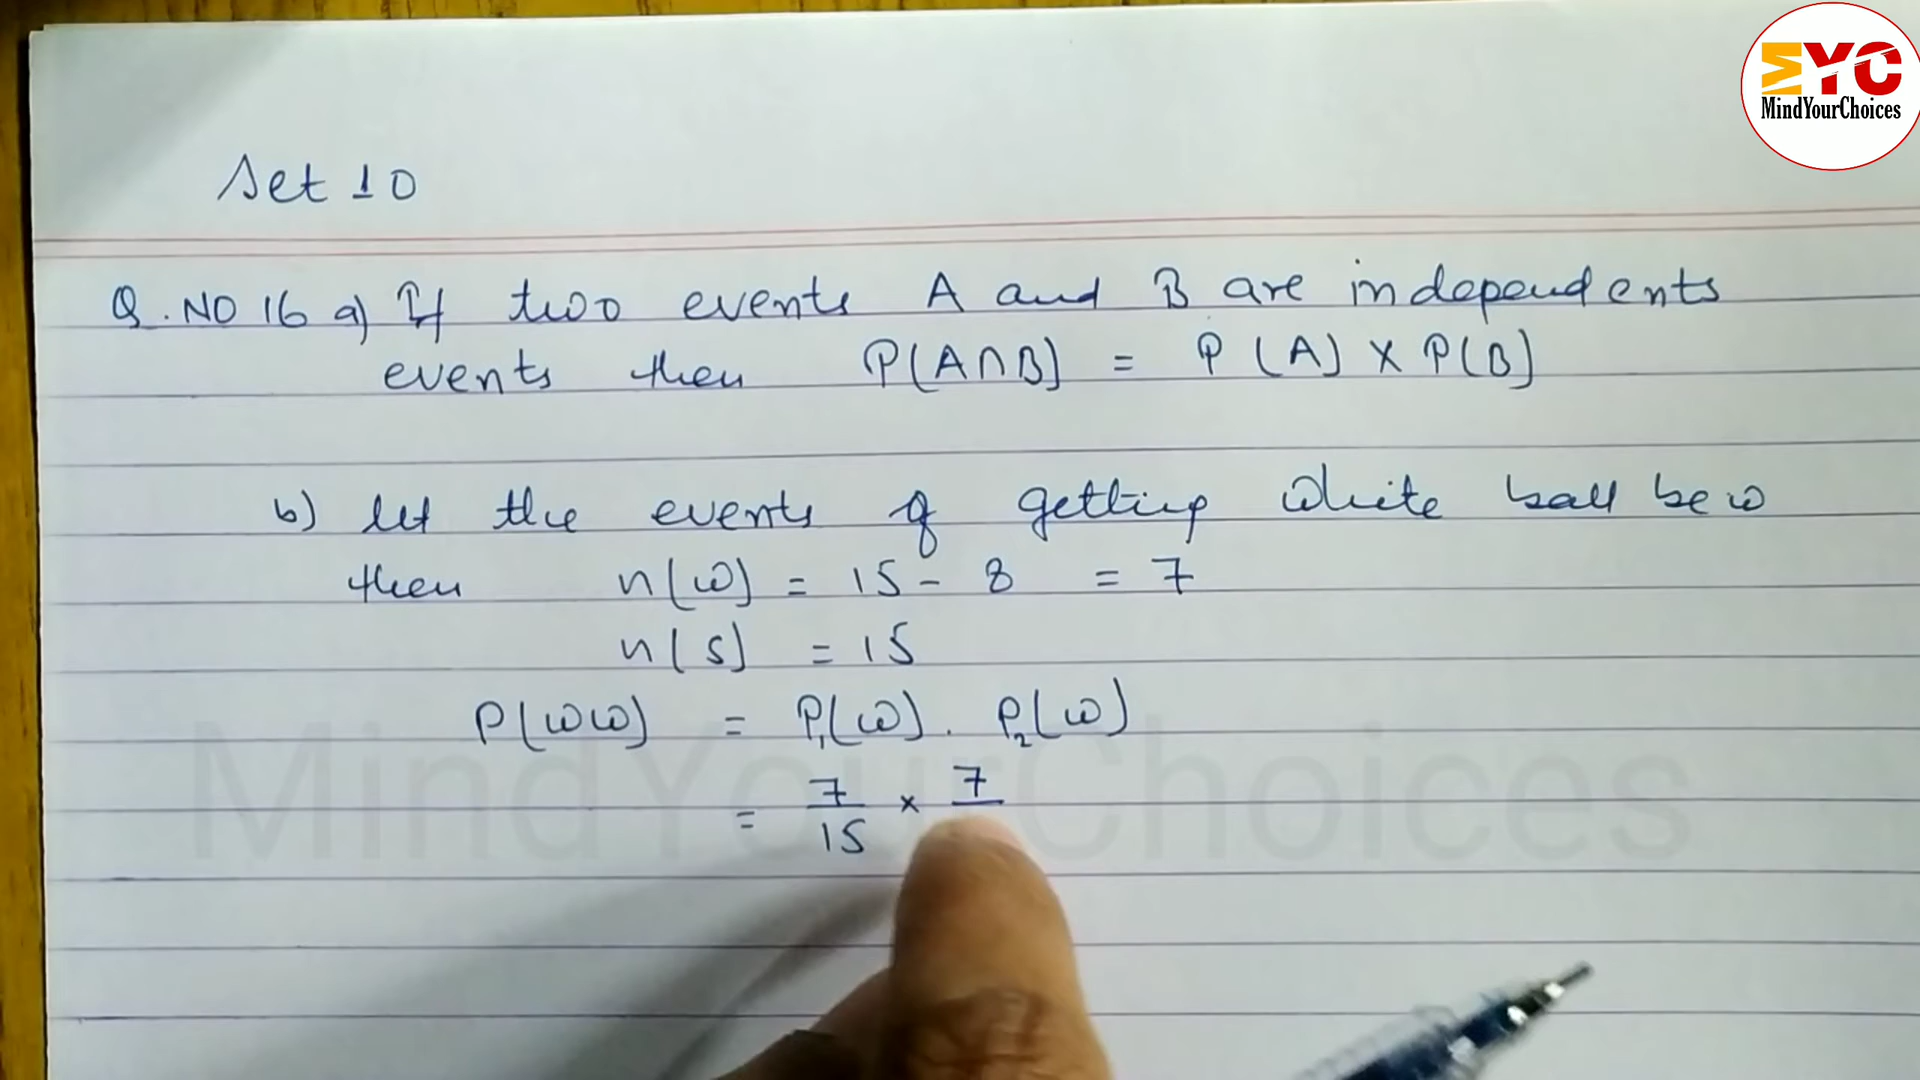 MYC
MindYourChoices
Set 10
Q.NO 16 a) If two events A and B are independents
events then P(A∩B) = P(A) × P(B)
b) let the events of getting white ball be w
then n(w) = 15 - 8 = 7
n(s) = 15
P(ww) = P₁(w) . P₂(w)
= 7/15 × 7/
MindYourChoices